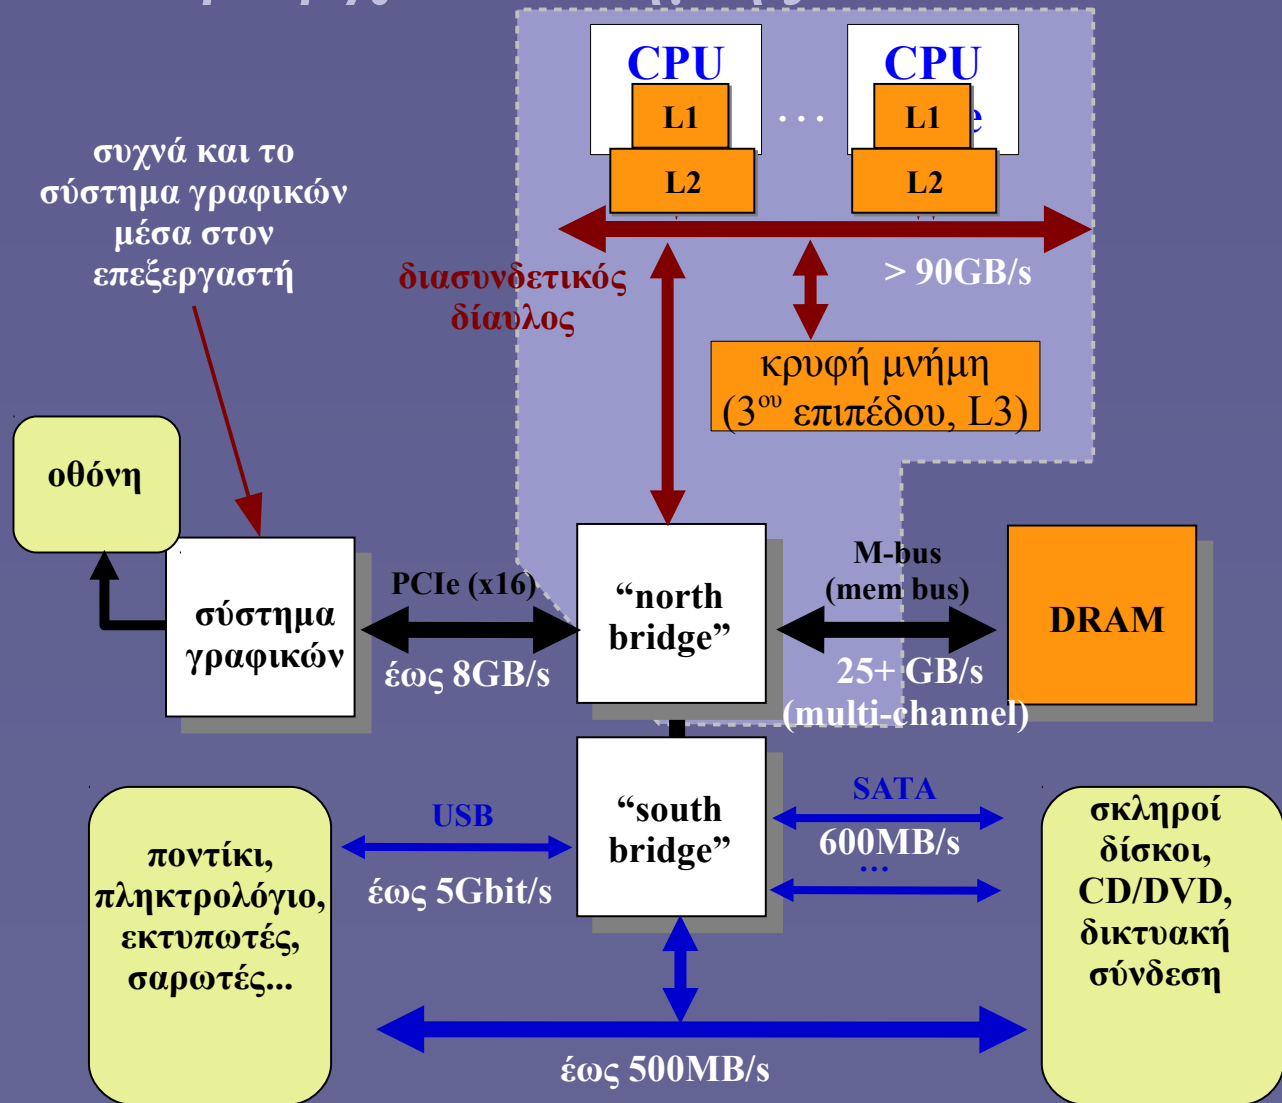 CPU
L1
L2
...
CPU
L1
L2
συχνά και το
σύστημα γραφικών
μέσα στον
επεξεργαστή
διασυνδετικός
δίαυλος
> 90GB/s
κρυφή μνήμη
(3ου επιπέδου, L3)
οθόνη
σύστημα
γραφικών
PCIe (x16)
έως 8GB/s
“north
bridge”
M-bus
(mem bus)
25+ GB/s
(multi-channel)
DRAM
ποντίκι,
πληκτρολόγιο,
εκτυπωτές,
σαρωτές...
USB
έως 5Gbit/s
“south
bridge”
SATA
600MB/s
...
σκληροί
δίσκοι,
CD/DVD,
δικτυακή
σύνδεση
έως 500MB/s